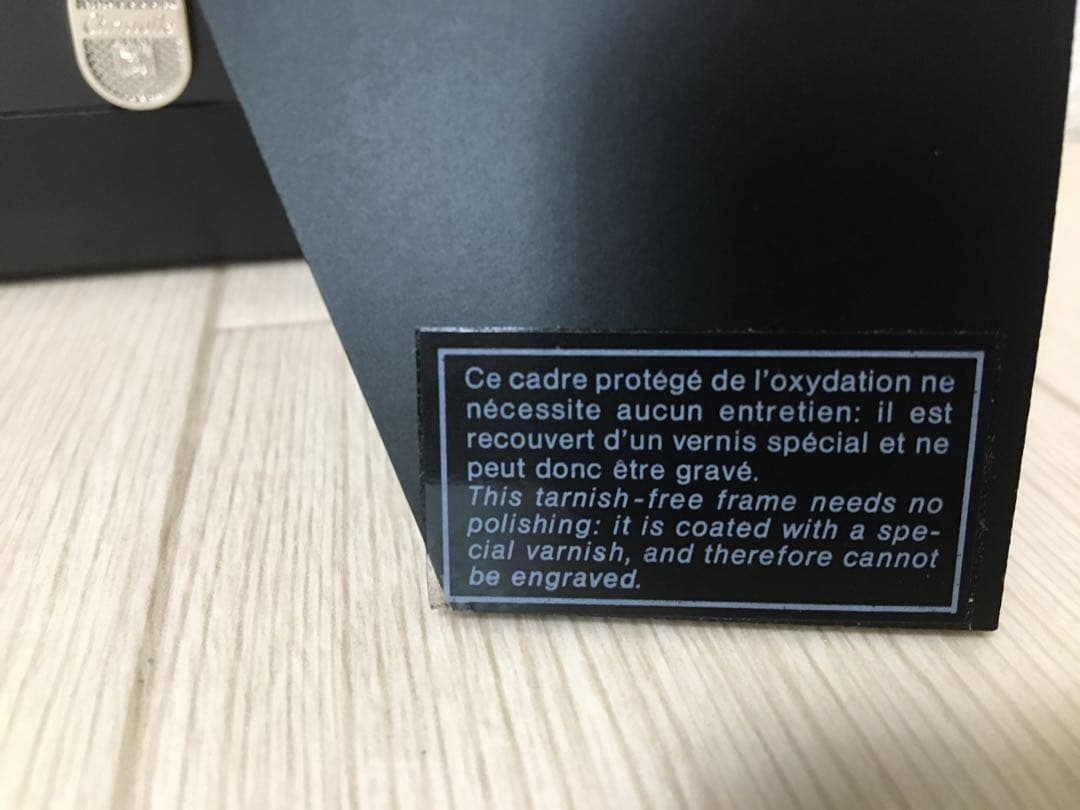 Ce cadre protégé de l'oxydation ne
nécessite aucun entretien: il est
recouvert d'un vernis spécial et ne
peut donc être gravé.
This tarnish-free frame needs no
polishing: it is coated with a spe-
cial varnish, and therefore cannot
be engraved.